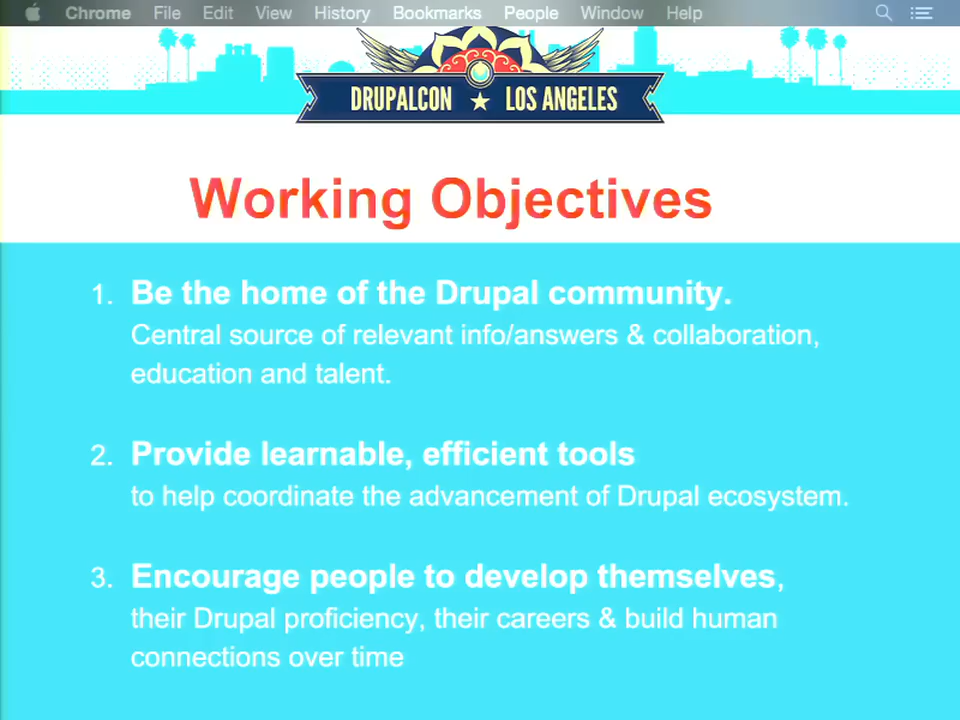 Chrome File Edit View History Bookmarks People Window Help
DRUPALCON ★ LOS ANGELES
Working Objectives
1. Be the home of the Drupal community.
Central source of relevant info/answers & collaboration,
education and talent.
2. Provide learnable, efficient tools
to help coordinate the advancement of Drupal ecosystem.
3. Encourage people to develop themselves,
their Drupal proficiency, their careers & build human
connections over time